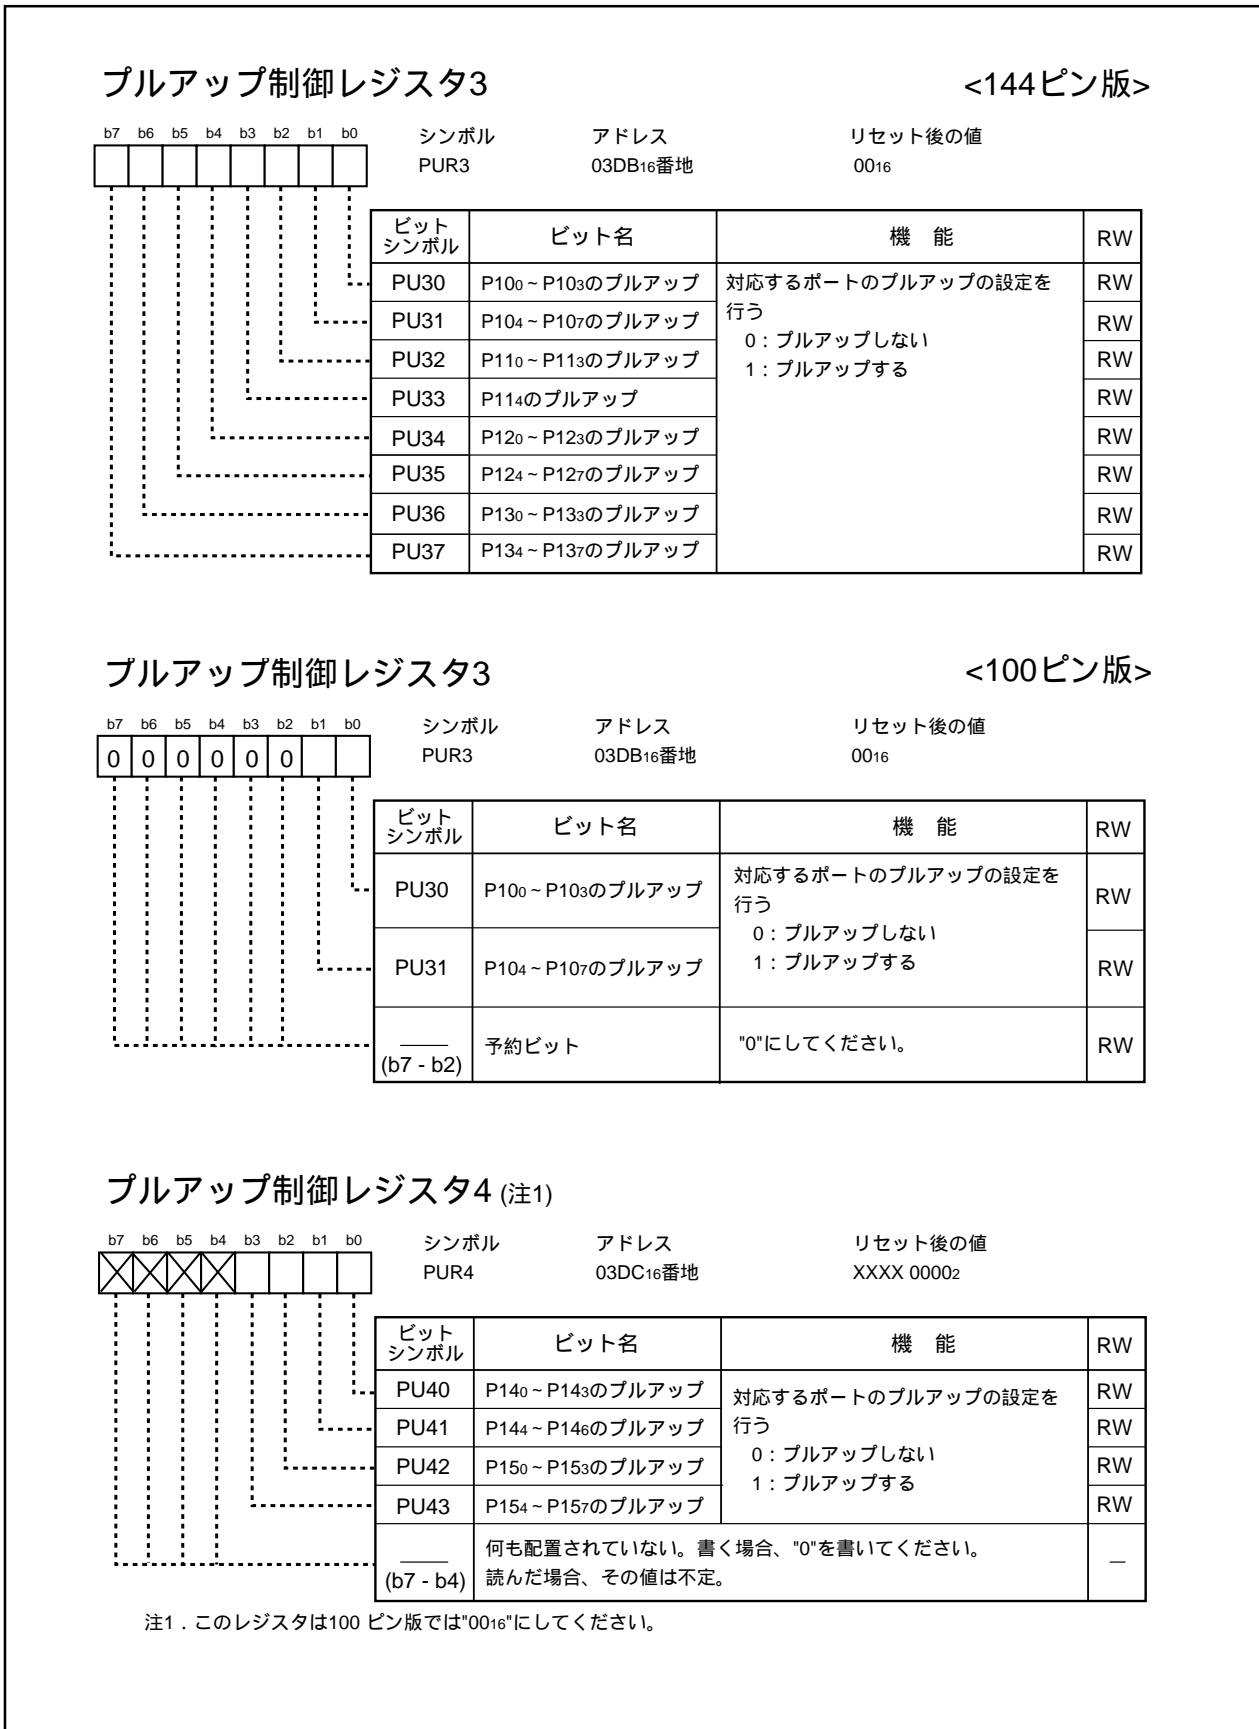 プルアップ制御レジスタ3 <144ピン版>
b7 b6 b5 b4 b3 b2 b1 b0
シンボル アドレス リセット後の値
PUR3 03DB16番地 0016
ビットシンボル ビット名 機 能 RW
PU30 P100~P103のプルアップ 対応するポートのプルアップの設定を RW
行う
PU31 P104~P107のプルアップ RW
0:プルアップしない
PU32 P110~P113のプルアップ 1:プルアップする RW
PU33 P114のプルアップ RW
PU34 P120~P123のプルアップ RW
PU35 P124~P127のプルアップ RW
PU36 P130~P133のプルアップ RW
PU37 P134~P137のプルアップ RW
プルアップ制御レジスタ3 <100ピン版>
b7 b6 b5 b4 b3 b2 b1 b0
0 0 0 0 0 0
シンボル アドレス リセット後の値
PUR3 03DB16番地 0016
ビットシンボル ビット名 機 能 RW
PU30 P100~P103のプルアップ 対応するポートのプルアップの設定を RW
行う
0:プルアップしない
PU31 P104~P107のプルアップ 1:プルアップする RW
(b7 - b2) 予約ビット "0"にしてください。 RW
プルアップ制御レジスタ4 (注1)
b7 b6 b5 b4 b3 b2 b1 b0
シンボル アドレス リセット後の値
PUR4 03DC16番地 XXXX 00002
ビットシンボル ビット名 機 能 RW
PU40 P140~P143のプルアップ 対応するポートのプルアップの設定を RW
PU41 P144~P146のプルアップ 行う RW
PU42 P150~P153のプルアップ 0:プルアップしない RW
PU43 P154~P157のプルアップ 1:プルアップする RW
(b7 - b4) 何も配置されていない。書く場合、"0"を書いてください。 —
読んだ場合、その値は不定。
注1.このレジスタは100 ピン版では"0016"にしてください。